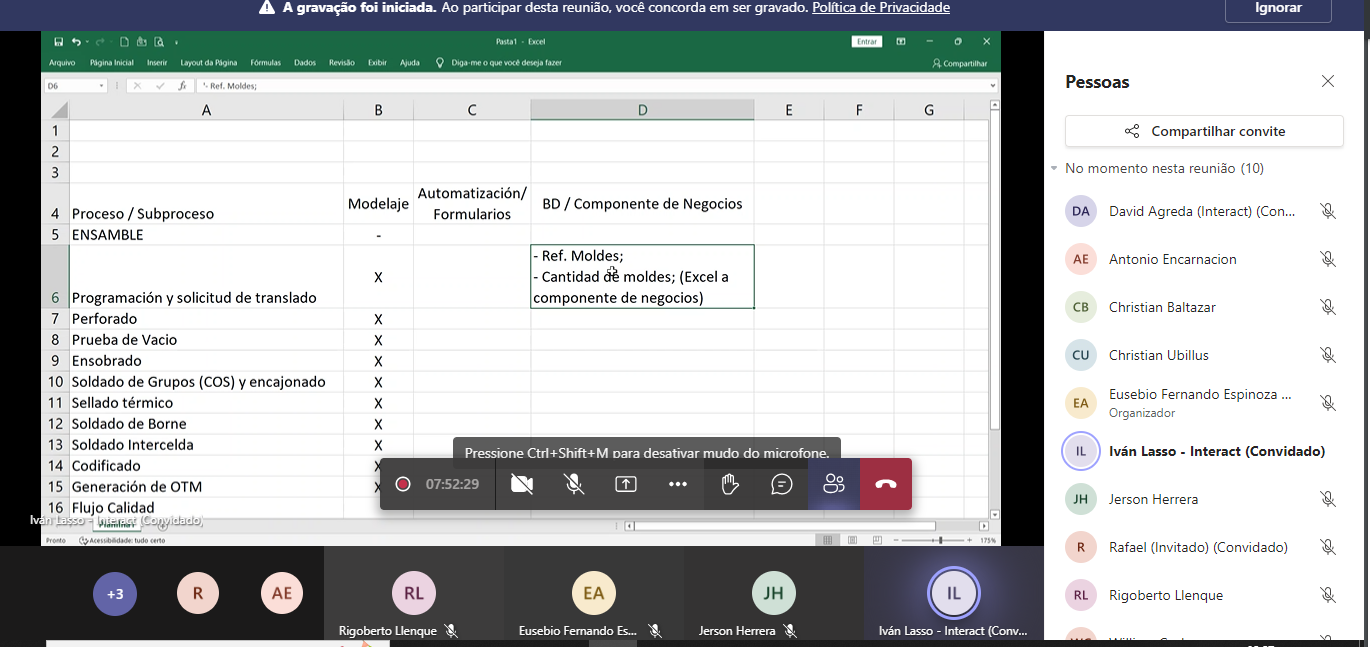 A gravação foi iniciada. Ao participar desta reunião, você concorda em ser gravado. Política de Privacidade
Ignorar
Pasta1 - Excel
Entrar
Arquivo Página Inicial Inserir Layout da Página Fórmulas Dados Revisão Exibir Ajuda Diga-me o que você deseja fazer
Compartilhar
D6
fx
'- Ref. Moldes;
A B C D E F G
1
2
3
4 Proceso / Subproceso Modelaje Automatización/
Formularios BD / Componente de Negocios
5 ENSAMBLE -
6 Programación y solicitud de translado X - Ref. Moldes;
- Cantidad de moldes; (Excel a
componente de negocios)
7 Perforado X
8 Prueba de Vacio X
9 Ensobrado X
10 Soldado de Grupos (COS) y encajonado X
11 Sellado térmico X
12 Soldado de Borne X
13 Soldado Intercelda X
14 Codificado X
15 Generación de OTM X
16 Flujo Calidad
Pressione Ctrl+Shift+M para desativar mudo do microfone.
07:52:29
Iván Lasso - Interact (Convidado)
Planilha1
Pronto
Acessibilidade: tudo certo
175%
+3
R
AE
RL
Rigoberto Llenque
EA
Eusebio Fernando Es...
JH
Jerson Herrera
IL
Iván Lasso - Interact (Conv...
Pessoas
Compartilhar convite
No momento nesta reunião (10)
DA David Agreda (Interact) (Con...
AE Antonio Encarnacion
CB Christian Baltazar
CU Christian Ubillus
EA Eusebio Fernando Espinoza ...
Organizador
IL Iván Lasso - Interact (Convidado)
JH Jerson Herrera
R Rafael (Invitado) (Convidado)
RL Rigoberto Llenque